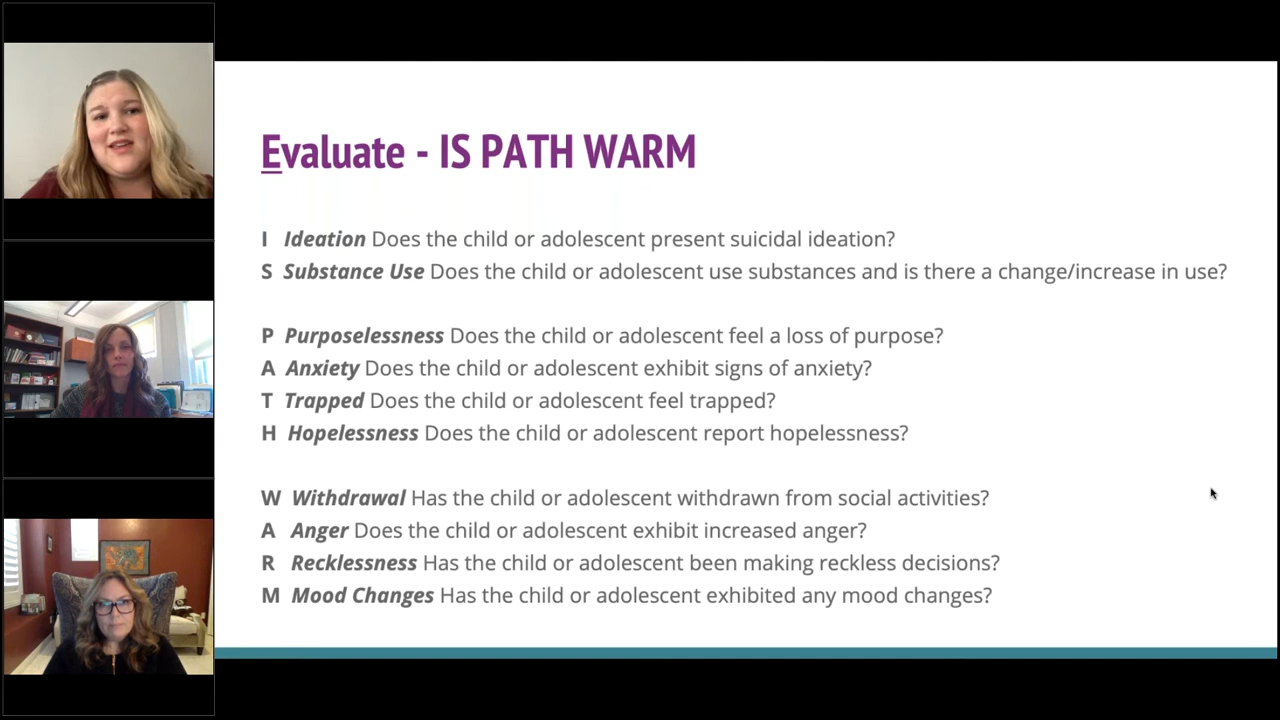 Evaluate - IS PATH WARM
I Ideation Does the child or adolescent present suicidal ideation?
S Substance Use Does the child or adolescent use substances and is there a change/increase in use?
P Purposelessness Does the child or adolescent feel a loss of purpose?
A Anxiety Does the child or adolescent exhibit signs of anxiety?
T Trapped Does the child or adolescent feel trapped?
H Hopelessness Does the child or adolescent report hopelessness?
W Withdrawal Has the child or adolescent withdrawn from social activities?
A Anger Does the child or adolescent exhibit increased anger?
R Recklessness Has the child or adolescent been making reckless decisions?
M Mood Changes Has the child or adolescent exhibited any mood changes?